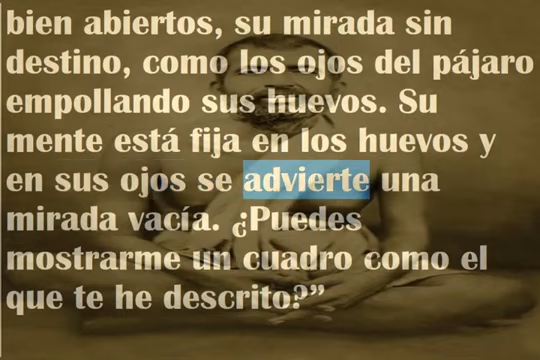 bien abiertos, su mirada sin
destino, como los ojos del pájaro
empollando sus huevos. Su
mente está fija en los huevos y
en sus ojos se advierte una
mirada vacía. ¿Puedes
mostrarme un cuadro como el
que te he descrito?”